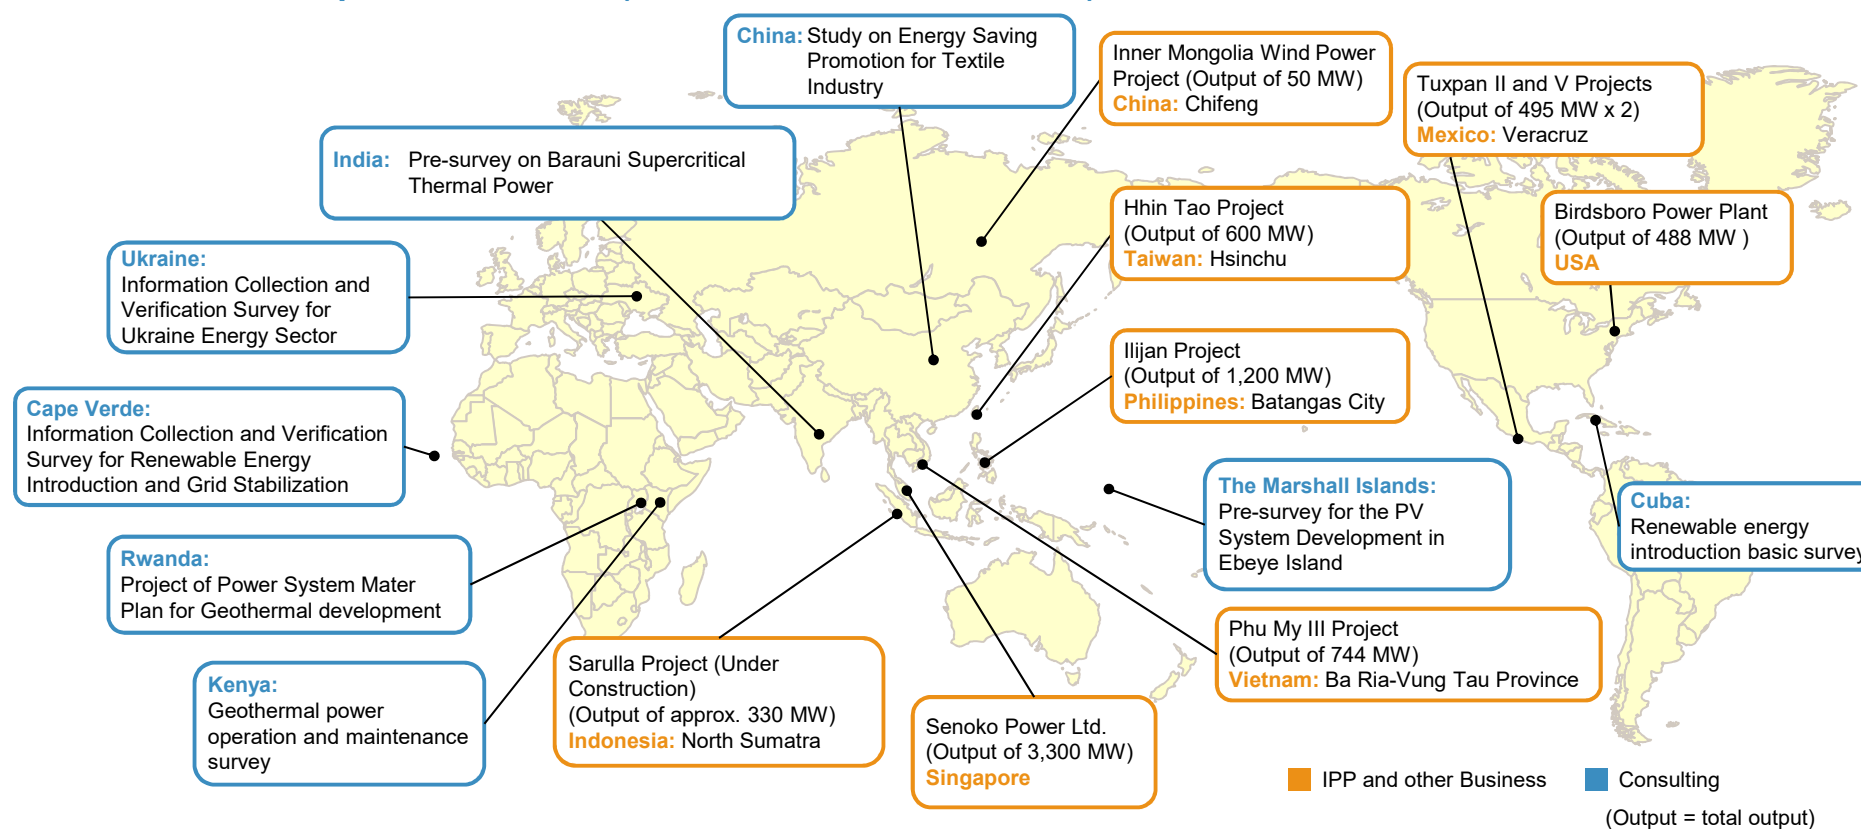 China: Study on Energy Saving
Promotion for Textile
Industry
Inner Mongolia Wind Power
Project (Output of 50 MW)
China: Chifeng
Tuxpan II and V Projects
(Output of 495 MW x 2)
Mexico: Veracruz
India: Pre-survey on Barauni Supercritical
Thermal Power
Hhin Tao Project
(Output of 600 MW)
Taiwan: Hsinchu
Birdsboro Power Plant
(Output of 488 MW )
USA
Ukraine:
Information Collection and
Verification Survey for
Ukraine Energy Sector
Ilijan Project
(Output of 1,200 MW)
Philippines: Batangas City
Cape Verde:
Information Collection and Verification
Survey for Renewable Energy
Introduction and Grid Stabilization
The Marshall Islands:
Pre-survey for the PV
System Development in
Ebeye Island
Cuba:
Renewable energy
introduction basic survey
Rwanda:
Project of Power System Mater
Plan for Geothermal development
Phu My III Project
(Output of 744 MW)
Vietnam: Ba Ria-Vung Tau Province
Sarulla Project (Under
Construction)
(Output of approx. 330 MW)
Indonesia: North Sumatra
Kenya:
Geothermal power
operation and maintenance
survey
Senoko Power Ltd.
(Output of 3,300 MW)
Singapore
IPP and other Business
Consulting
(Output = total output)